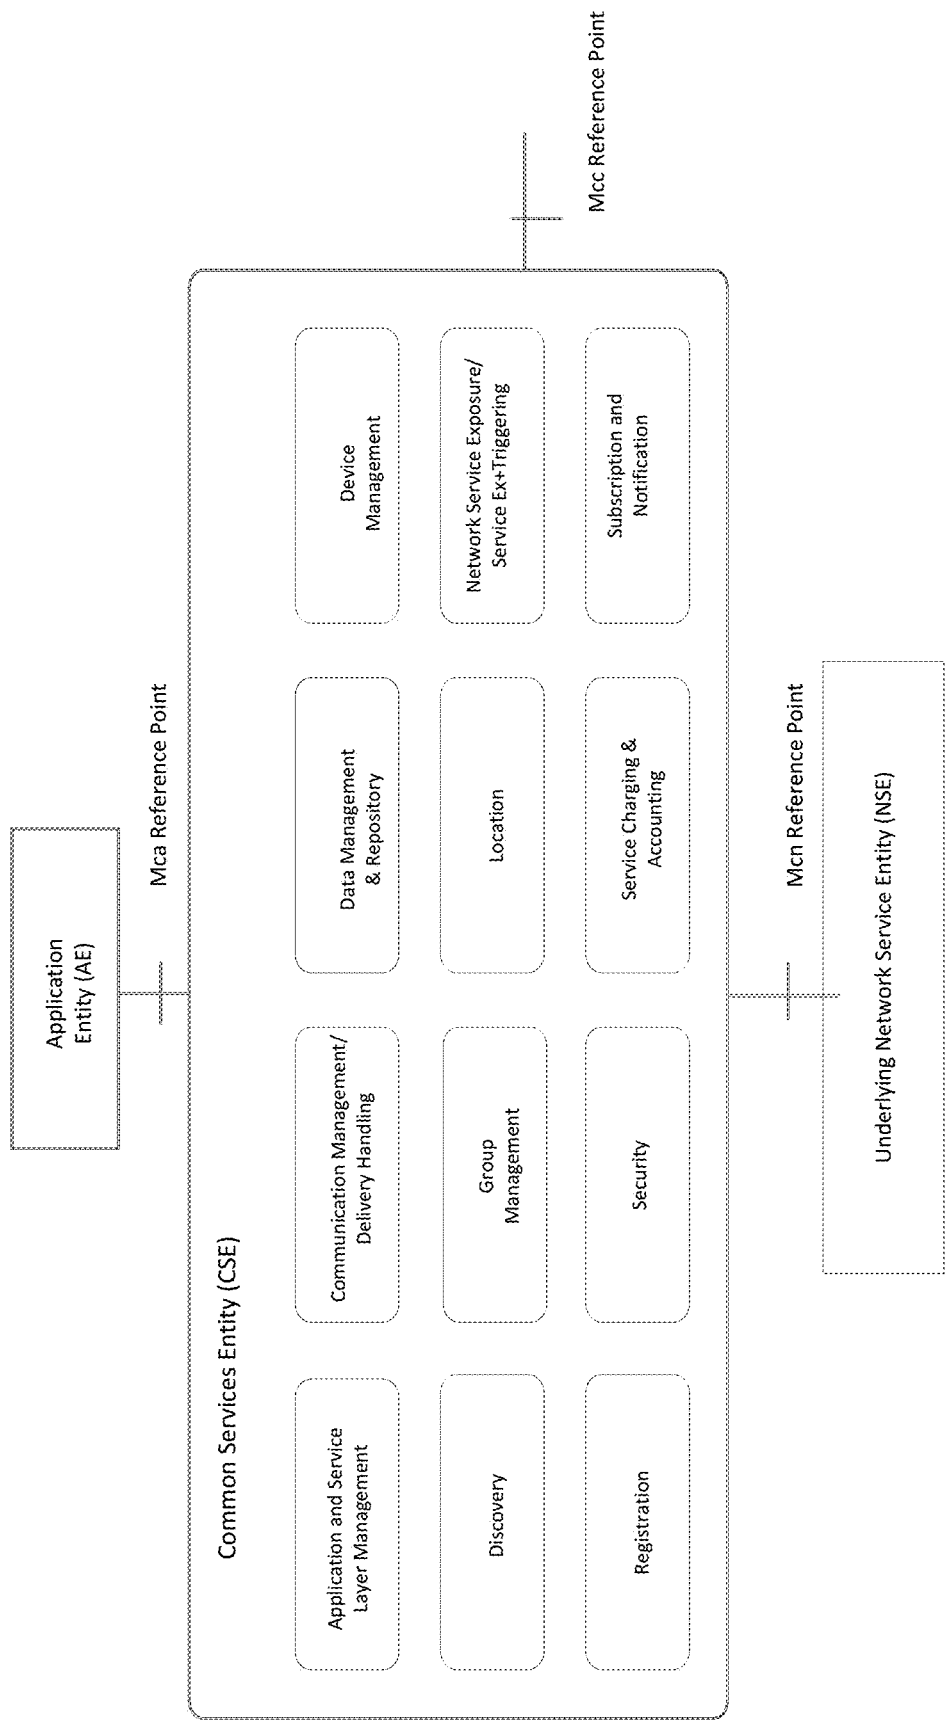 Application
Entity (AE)
Mca Reference Point
Common Services Entity (CSE)
Application and Service
Layer Management
Communication Management/
Delivery Handling
Data Management
& Repository
Device
Management
Discovery
Group
Management
Location
Network Service Exposure/
Service Ex+Triggering
Registration
Security
Service Charging &
Accounting
Subscription and
Notification
Mcc Reference Point
Mcn Reference Point
Underlying Network Service Entity (NSE)